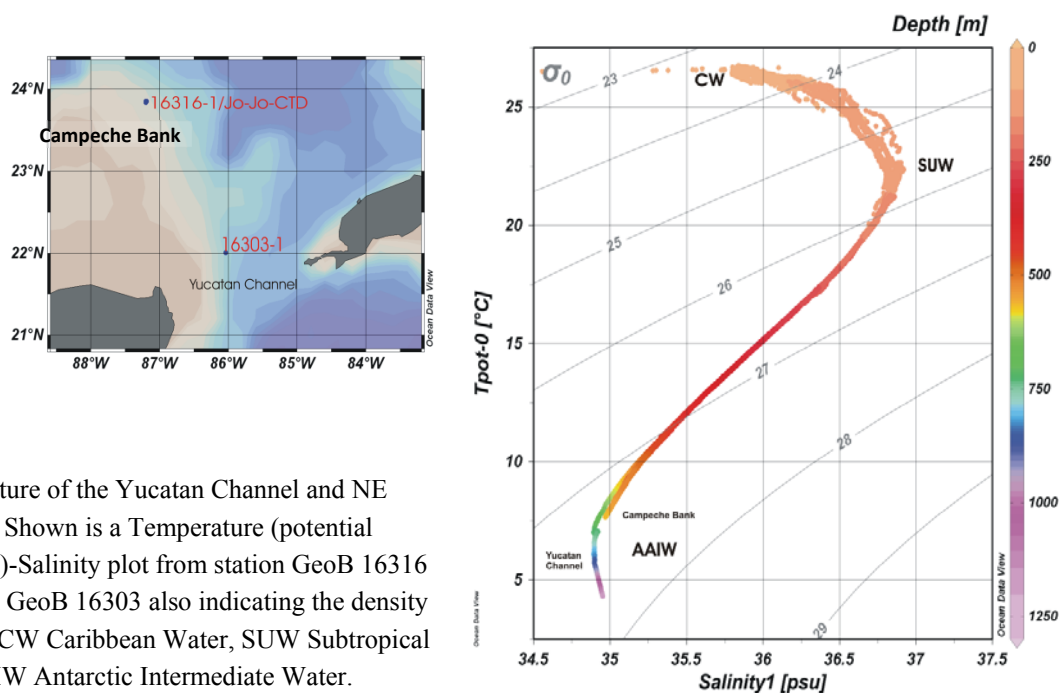 24°N
23°N
22°N
21°N
88°W 87°W 86°W 85°W 84°W
16316-1/Jo-Jo-CTD
Campeche Bank
16303-1
Yucatan Channel
Ocean Data View
ture of the Yucatan Channel and NE
Shown is a Temperature (potential
)-Salinity plot from station GeoB 16316
GeoB 16303 also indicating the density
CW Caribbean Water, SUW Subtropical
IW Antarctic Intermediate Water.
Depth [m]
σ0
23
24
25
26
27
28
29
CW
SUW
Campeche Bank
AAIW
Yucatan
Channel
Tpot-0 [°C]
25
20
15
10
5
34.5 35 35.5 36 36.5 37 37.5
Salinity1 [psu]
0
250
500
750
1000
1250
Ocean Data View
Ocean Data View